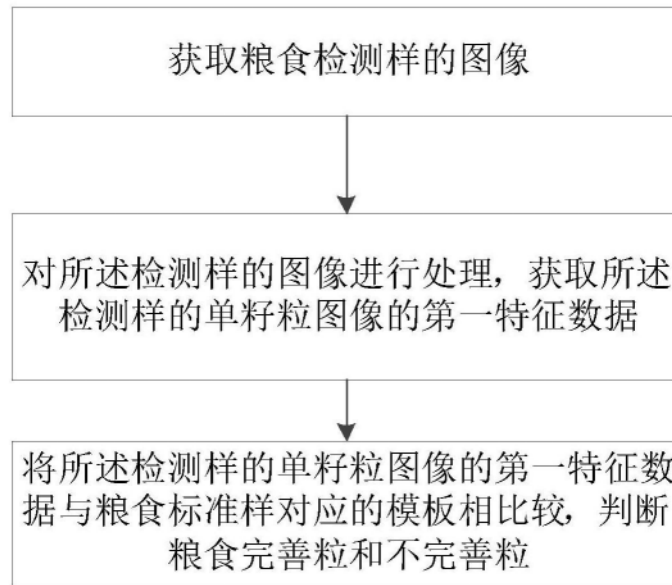 获取粮食检测样的图像
对所述检测样的图像进行处理，获取所述
检测样的单籽粒图像的第一特征数据
将所述检测样的单籽粒图像的第一特征数
据与粮食标准样对应的模板相比较，判断
粮食完善粒和不完善粒